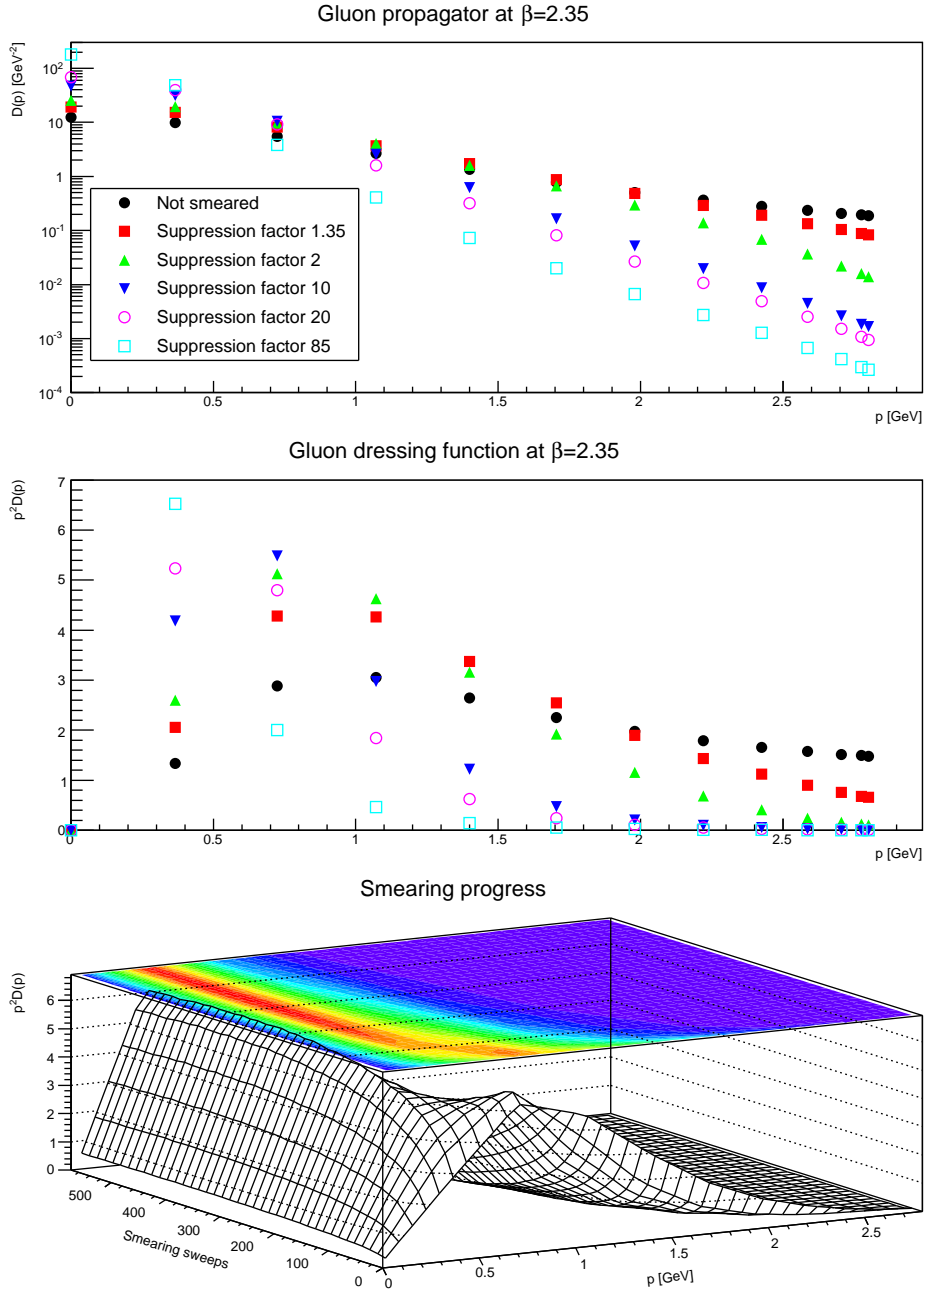 Gluon propagator at β=2.35
D(p) [GeV⁻²]
10²
10
1
10⁻¹
10⁻²
10⁻³
10⁻⁴
Not smeared
Suppression factor 1.35
Suppression factor 2
Suppression factor 10
Suppression factor 20
Suppression factor 85
0 0.5 1 1.5 2 2.5
p [GeV]
Gluon dressing function at β=2.35
p²D(p)
7
6
5
4
3
2
1
0
0 0.5 1 1.5 2 2.5
p [GeV]
Smearing progress
p²D(p)
6
5
4
3
2
1
0
500 400 300 200 100 0
Smearing sweeps
0 0.5 1 1.5 2 2.5
p [GeV]